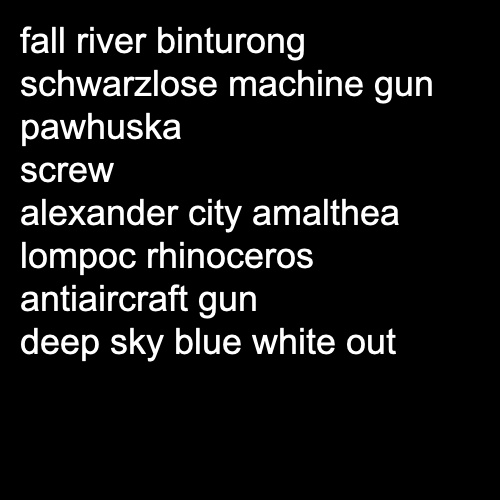 fall river binturong
schwarzlose machine gun
pawhuska
screw
alexander city amalthea
lompoc rhinoceros
antiaircraft gun
deep sky blue white out